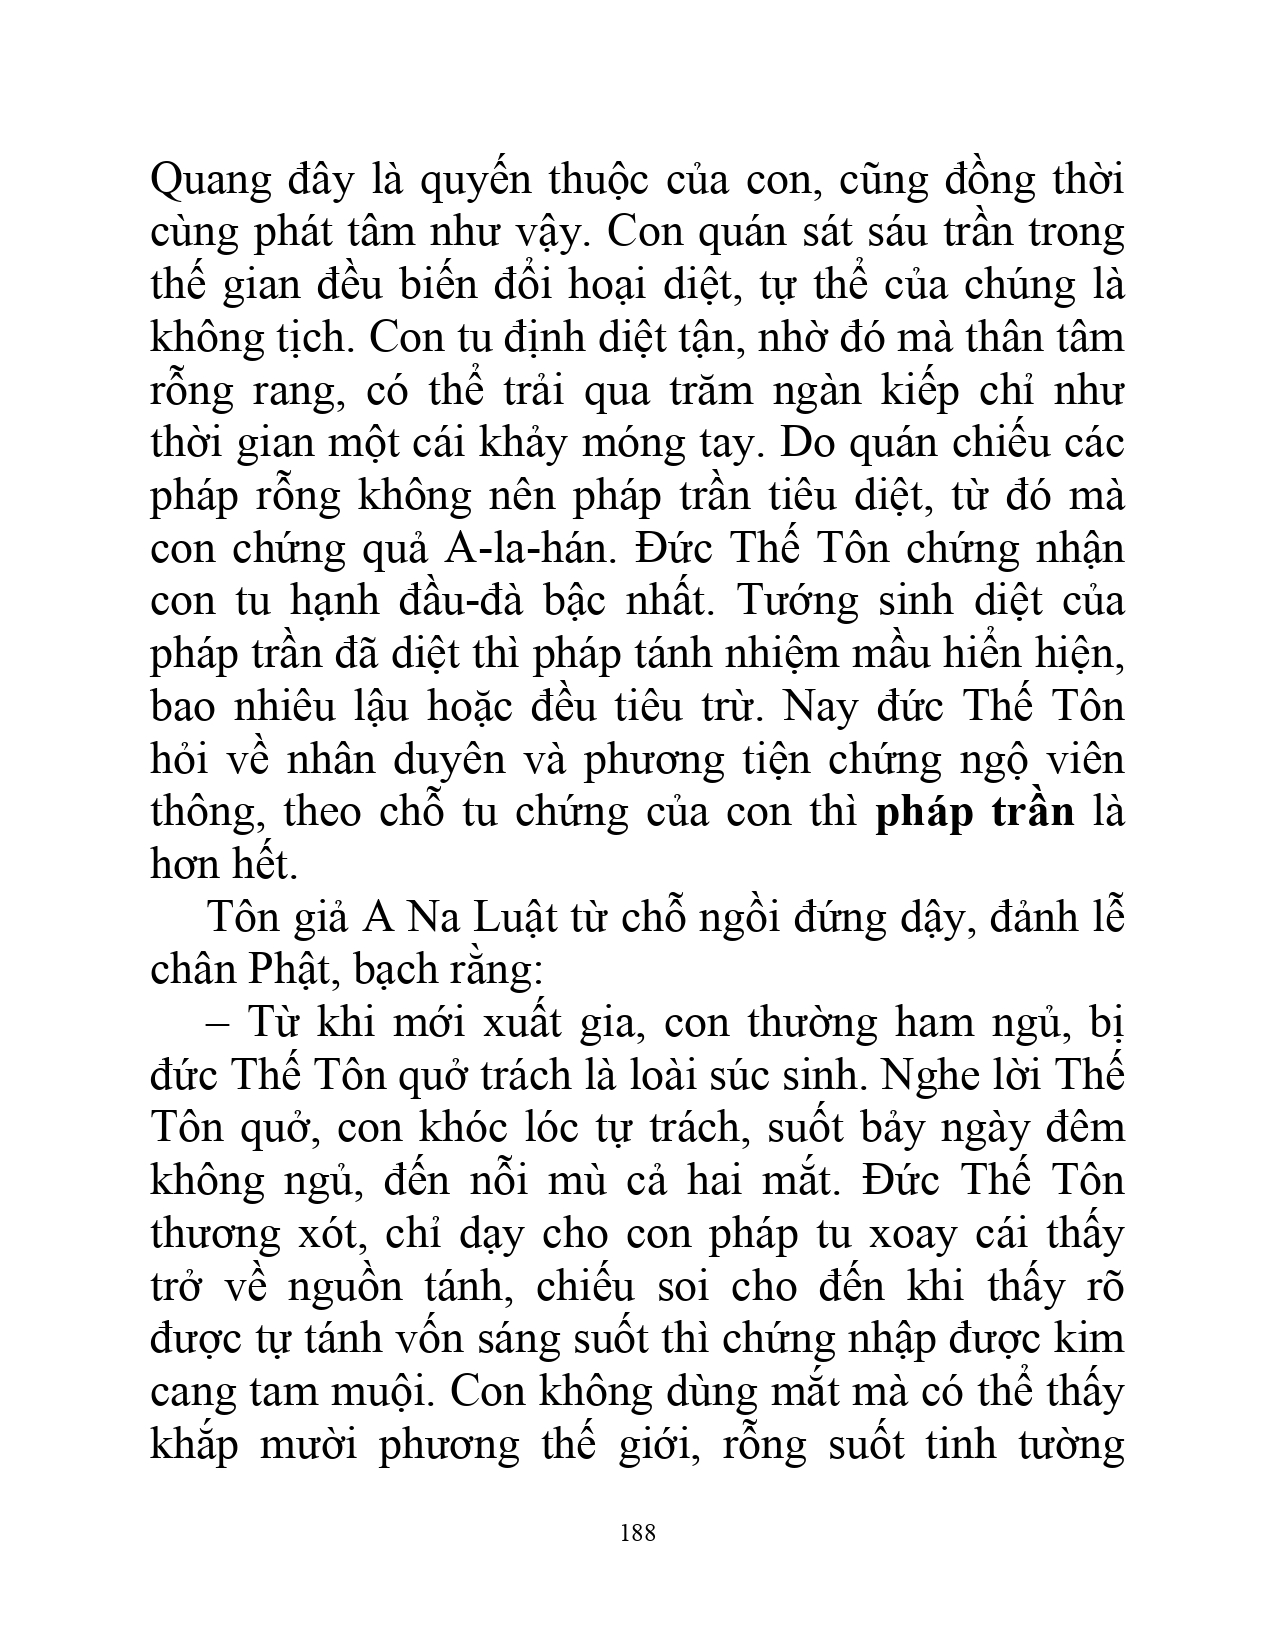 Quang đây là quyến thuộc của con, cũng đồng thời
cùng phát tâm như vậy. Con quán sát sáu trần trong
thế gian đều biến đổi hoại diệt, tự thể của chúng là
không tịch. Con tu định diệt tận, nhờ đó mà thân tâm
rỗng rang, có thể trải qua trăm ngàn kiếp chỉ như
thời gian một cái khảy móng tay. Do quán chiếu các
pháp rỗng không nên pháp trần tiêu diệt, từ đó mà
con chứng quả A-la-hán. Đức Thế Tôn chứng nhận
con tu hạnh đầu-đà bậc nhất. Tướng sinh diệt của
pháp trần đã diệt thì pháp tánh nhiệm mầu hiển hiện,
bao nhiêu lậu hoặc đều tiêu trừ. Nay đức Thế Tôn
hỏi về nhân duyên và phương tiện chứng ngộ viên
thông, theo chỗ tu chứng của con thì pháp trần là
hơn hết.
Tôn giả A Na Luật từ chỗ ngồi đứng dậy, đảnh lễ
chân Phật, bạch rằng:
– Từ khi mới xuất gia, con thường ham ngủ, bị
đức Thế Tôn quở trách là loài súc sinh. Nghe lời Thế
Tôn quở, con khóc lóc tự trách, suốt bảy ngày đêm
không ngủ, đến nỗi mù cả hai mắt. Đức Thế Tôn
thương xót, chỉ dạy cho con pháp tu xoay cái thấy
trở về nguồn tánh, chiếu soi cho đến khi thấy rõ
được tự tánh vốn sáng suốt thì chứng nhập được kim
cang tam muội. Con không dùng mắt mà có thể thấy
khắp mười phương thế giới, rỗng suốt tinh tường
188